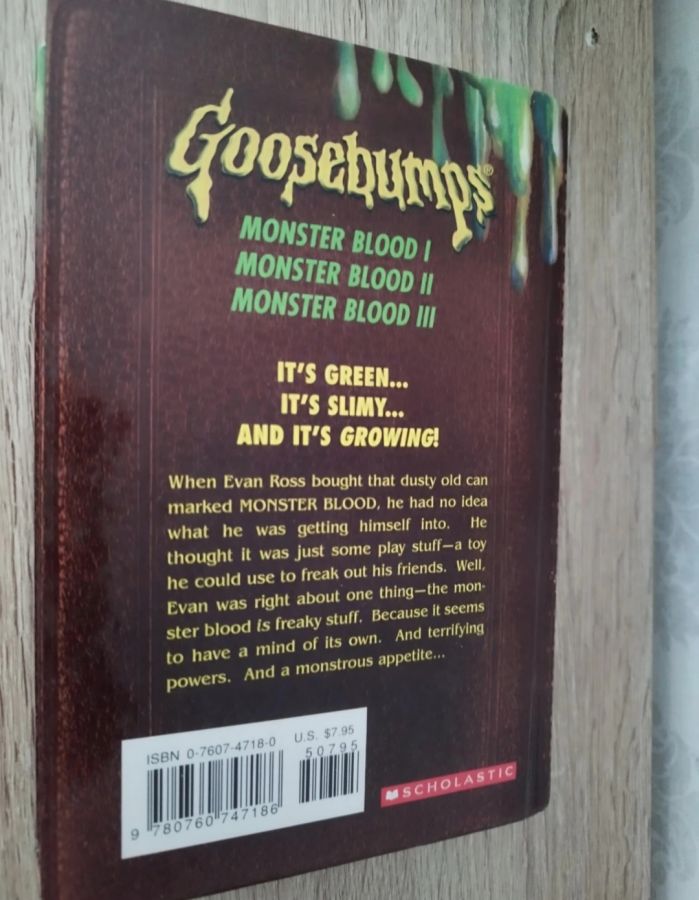 Goosebumps®
MONSTER BLOOD I
MONSTER BLOOD II
MONSTER BLOOD III
IT'S GREEN...
IT'S SLIMY...
AND IT'S GROWING!
When Evan Ross bought that dusty old can
marked MONSTER BLOOD, he had no idea
what he was getting himself into. He
thought it was just some play stuff—a toy
he could use to freak out his friends. Well,
Evan was right about one thing—the mon-
ster blood is freaky stuff. Because it seems
to have a mind of its own. And terrifying
powers. And a monstrous appetite...
ISBN 0-7607-4718-0
U.S. $7.95
50795
9 780760 747186
SCHOLASTIC